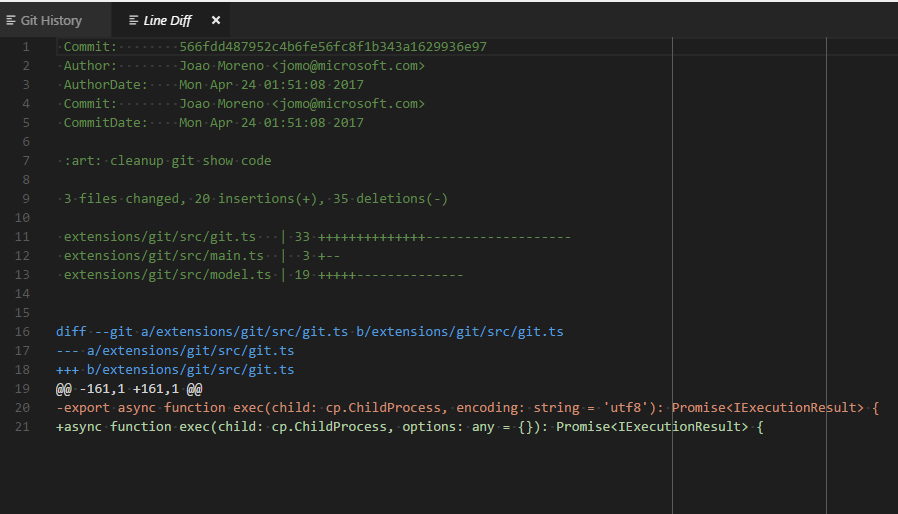 Git History
Line Diff ×
1 Commit: 566fdd487952c4b6fe56fc8f1b343a1629936e97
2 Author: Joao Moreno <jomo@microsoft.com>
3 AuthorDate: Mon Apr 24 01:51:08 2017
4 Commit: Joao Moreno <jomo@microsoft.com>
5 CommitDate: Mon Apr 24 01:51:08 2017
6
7 :art: cleanup git show code
8
9 3 files changed, 20 insertions(+), 35 deletions(-)
10
11 extensions/git/src/git.ts | 33 ++++++++++++++-------------------
12 extensions/git/src/main.ts | 3 +--
13 extensions/git/src/model.ts | 19 +++++--------------
14
15
16 diff --git a/extensions/git/src/git.ts b/extensions/git/src/git.ts
17 --- a/extensions/git/src/git.ts
18 +++ b/extensions/git/src/git.ts
19 @@ -161,1 +161,1 @@
20 -export async function exec(child: cp.ChildProcess, encoding: string = 'utf8'): Promise<IExecutionResult> {
21 +async function exec(child: cp.ChildProcess, options: any = {}): Promise<IExecutionResult> {